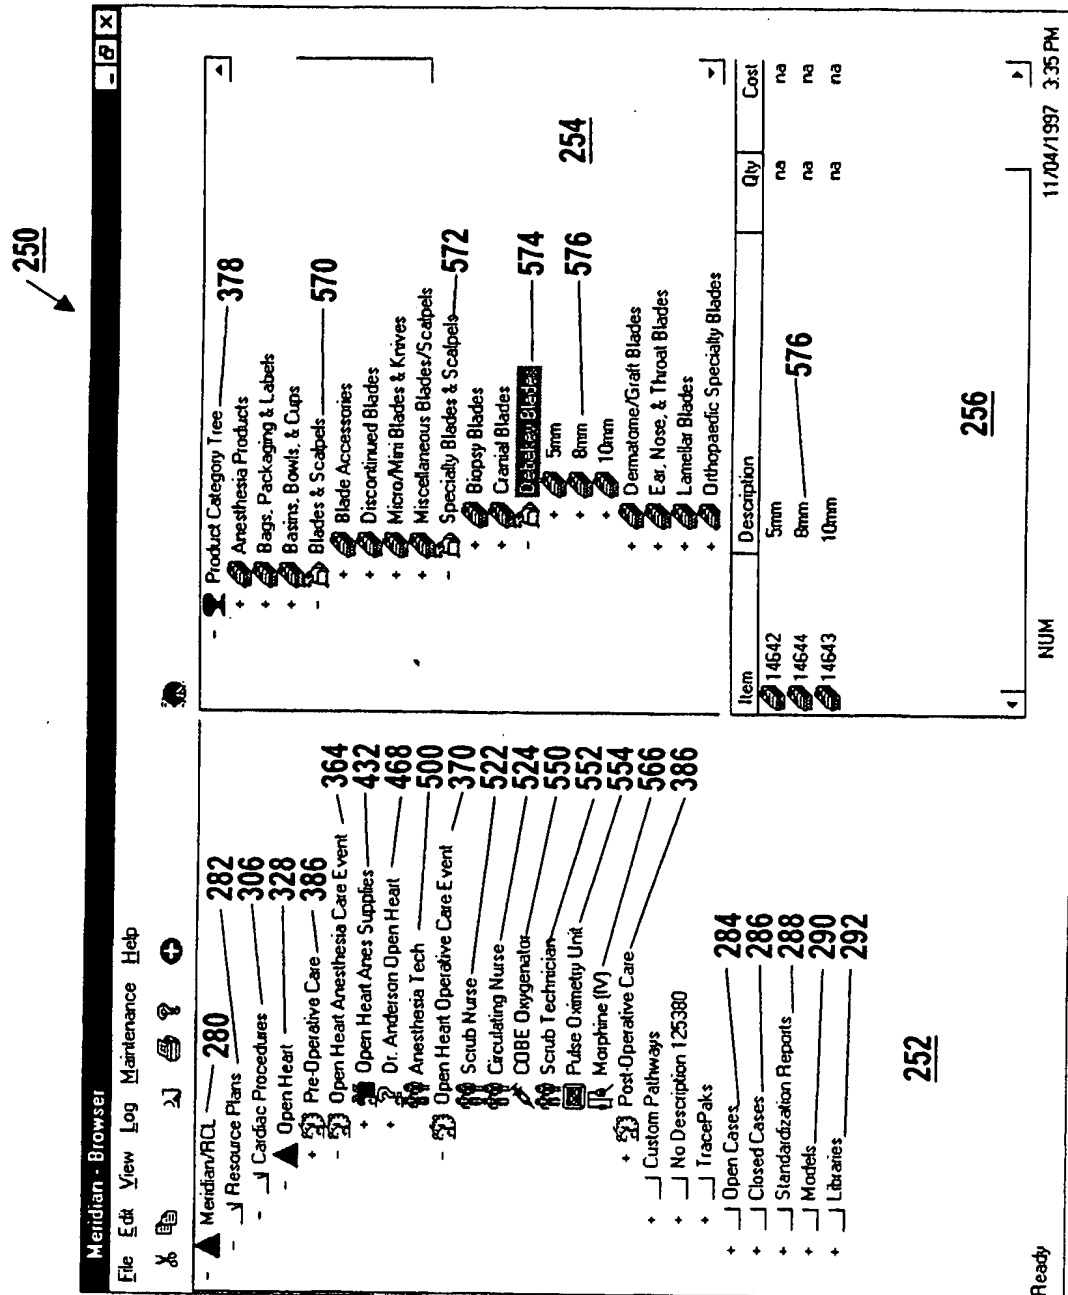 250
Meridian - Browser
File Edit View Log Maintenance Help
Meridian/RCL 280
Resource Plans 282
Cardiac Procedures 306
Open Heart 328
Pre-Operative Care 386
Open Heart Anesthesia Care Event 364
Open Heart Anes Supplies 432
Dr. Anderson Open Heart 468
Anesthesia Tech 500
Open Heart Operative Care Event 370
Scrub Nurse 522
Circulating Nurse 524
COBE Oxygenator 550
Scrub Technician 552
Pulse Oximetry Unit 554
Morphine (IV) 566
Post-Operative Care 386
Custom Pathways
No Description 125380
TracePaks
Open Cases 284
Closed Cases 286
Standardization Reports 288
Models 290
Libraries 292
252
Product Category Tree 378
Anesthesia Products
Bags, Packaging & Labels
Basins, Bowls, & Cups
Blades & Scalpels 570
Blade Accessories
Discontinued Blades
Micro/Mini Blades & Knives
Miscellaneous Blades/Scalpels
Specialty Blades & Scalpels 572
Biopsy Blades
Cranial Blades
Debakey Blades 574
5mm
8mm 576
10mm
Dermatome/Graft Blades
Ear, Nose, & Throat Blades
Lamellar Blades
Orthopaedic Specialty Blades
254
Item Description Qty Cost
14642 5mm na na
14644 8mm 576 na na
14643 10mm na na
256
Ready NUM 11/04/1997 3:35 PM